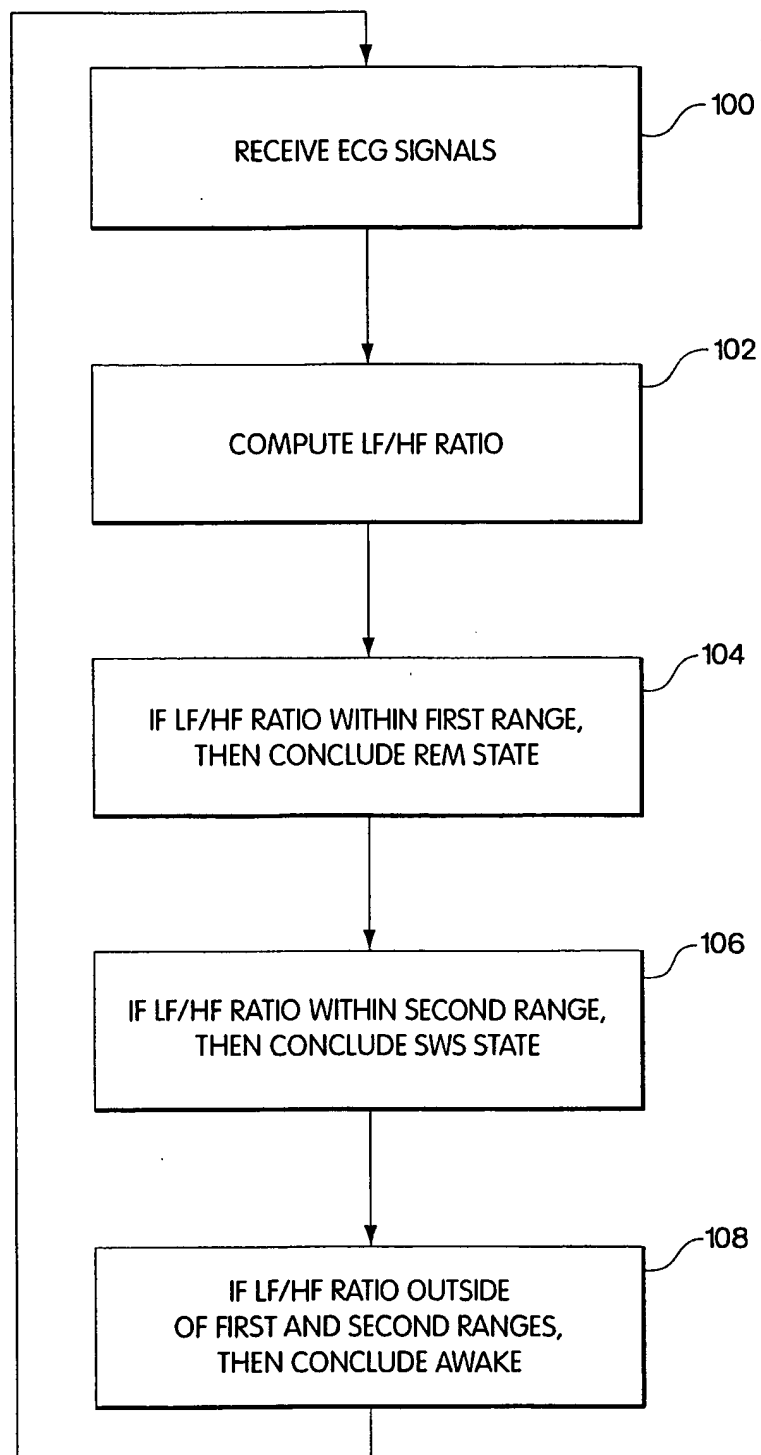 RECEIVE ECG SIGNALS
100
COMPUTE LF/HF RATIO
102
IF LF/HF RATIO WITHIN FIRST RANGE,
THEN CONCLUDE REM STATE
104
IF LF/HF RATIO WITHIN SECOND RANGE,
THEN CONCLUDE SWS STATE
106
IF LF/HF RATIO OUTSIDE
OF FIRST AND SECOND RANGES,
THEN CONCLUDE AWAKE
108